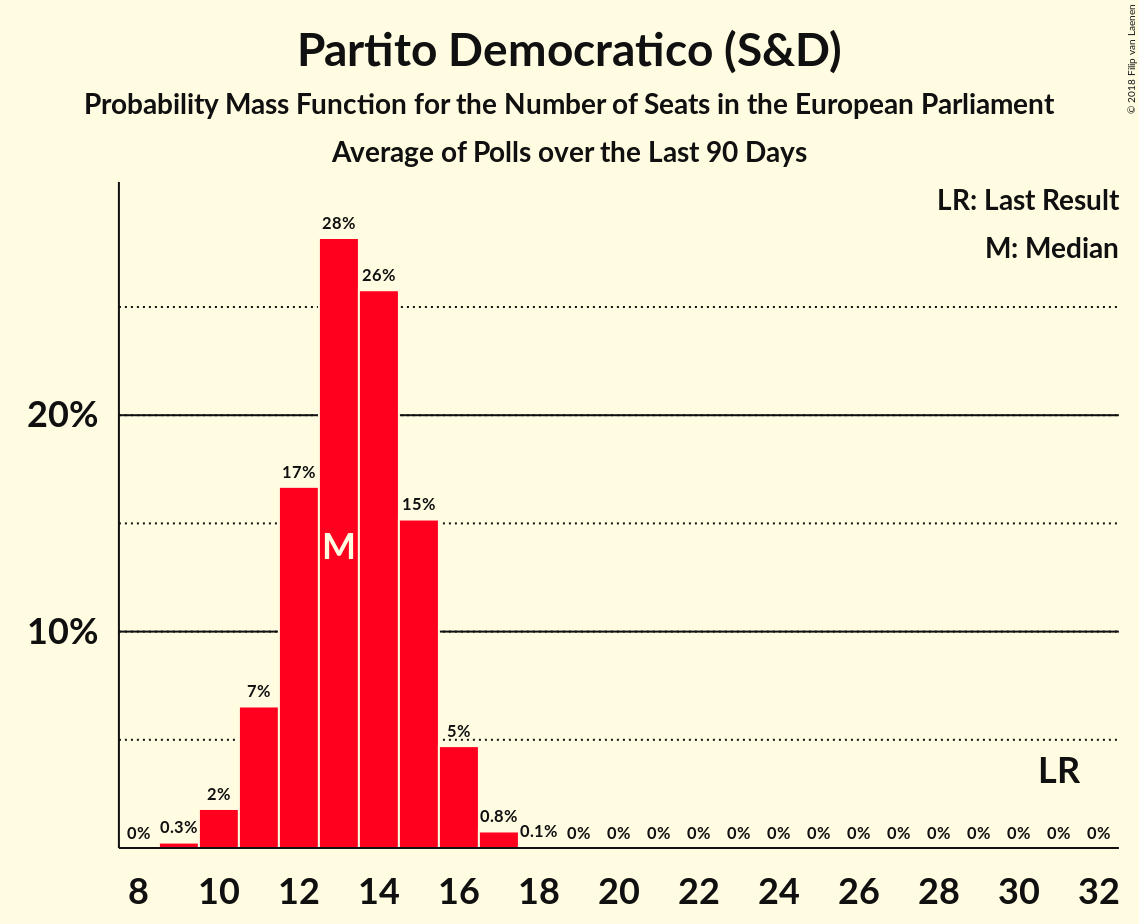 Partito Democratico (S&D)
Probability Mass Function for the Number of Seats in the European Parliament
Average of Polls over the Last 90 Days
© 2018 Filip van Laenen
LR: Last Result
M: Median
28%
26%
20%
17%
15%
M
10%
7%
5%
LR
2%
0% 0.3% 0.8% 0.1% 0% 0% 0% 0% 0% 0% 0% 0% 0% 0% 0% 0% 0% 0%
8 10 12 14 16 18 20 22 24 26 28 30 32